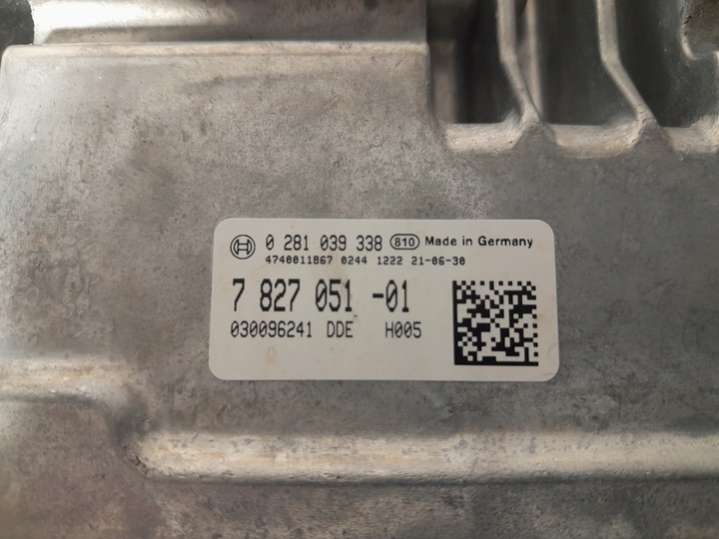 0 281 039 338 810 Made in Germany
4740011867 0244 1222 21-06-30
7 827 051 -01
030096241 DDE H005